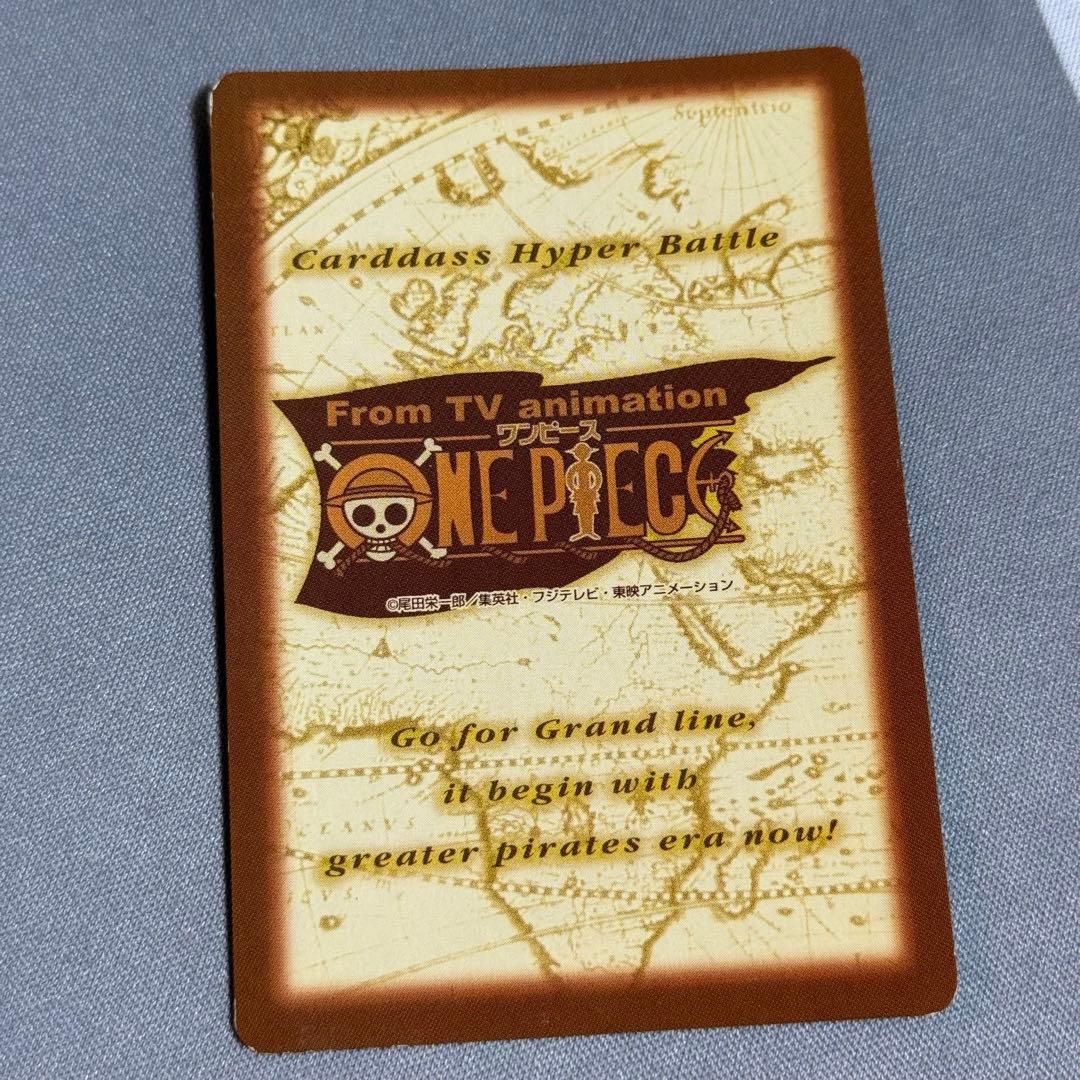 Septentrio
Carddass Hyper Battle
From TV animation
ワンピース
ONE PIECE
©尾田栄一郎／集英社・フジテレビ・東映アニメーション
Go for Grand line,
it begin with
greater pirates era now!